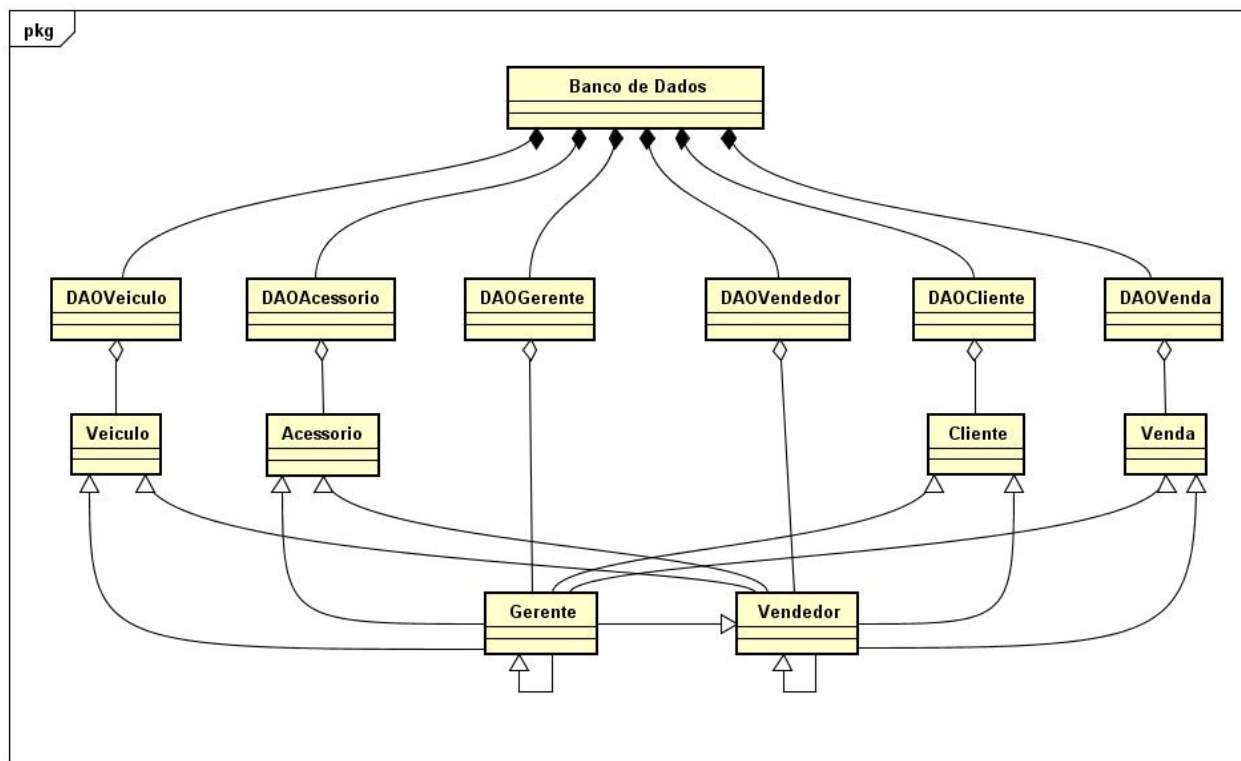 pkg
Banco de Dados
DAOVeiculo
DAOAcessorio
DAOGerente
DAOVendedor
DAOCliente
DAOVenda
Veiculo
Acessorio
Cliente
Venda
Gerente
Vendedor